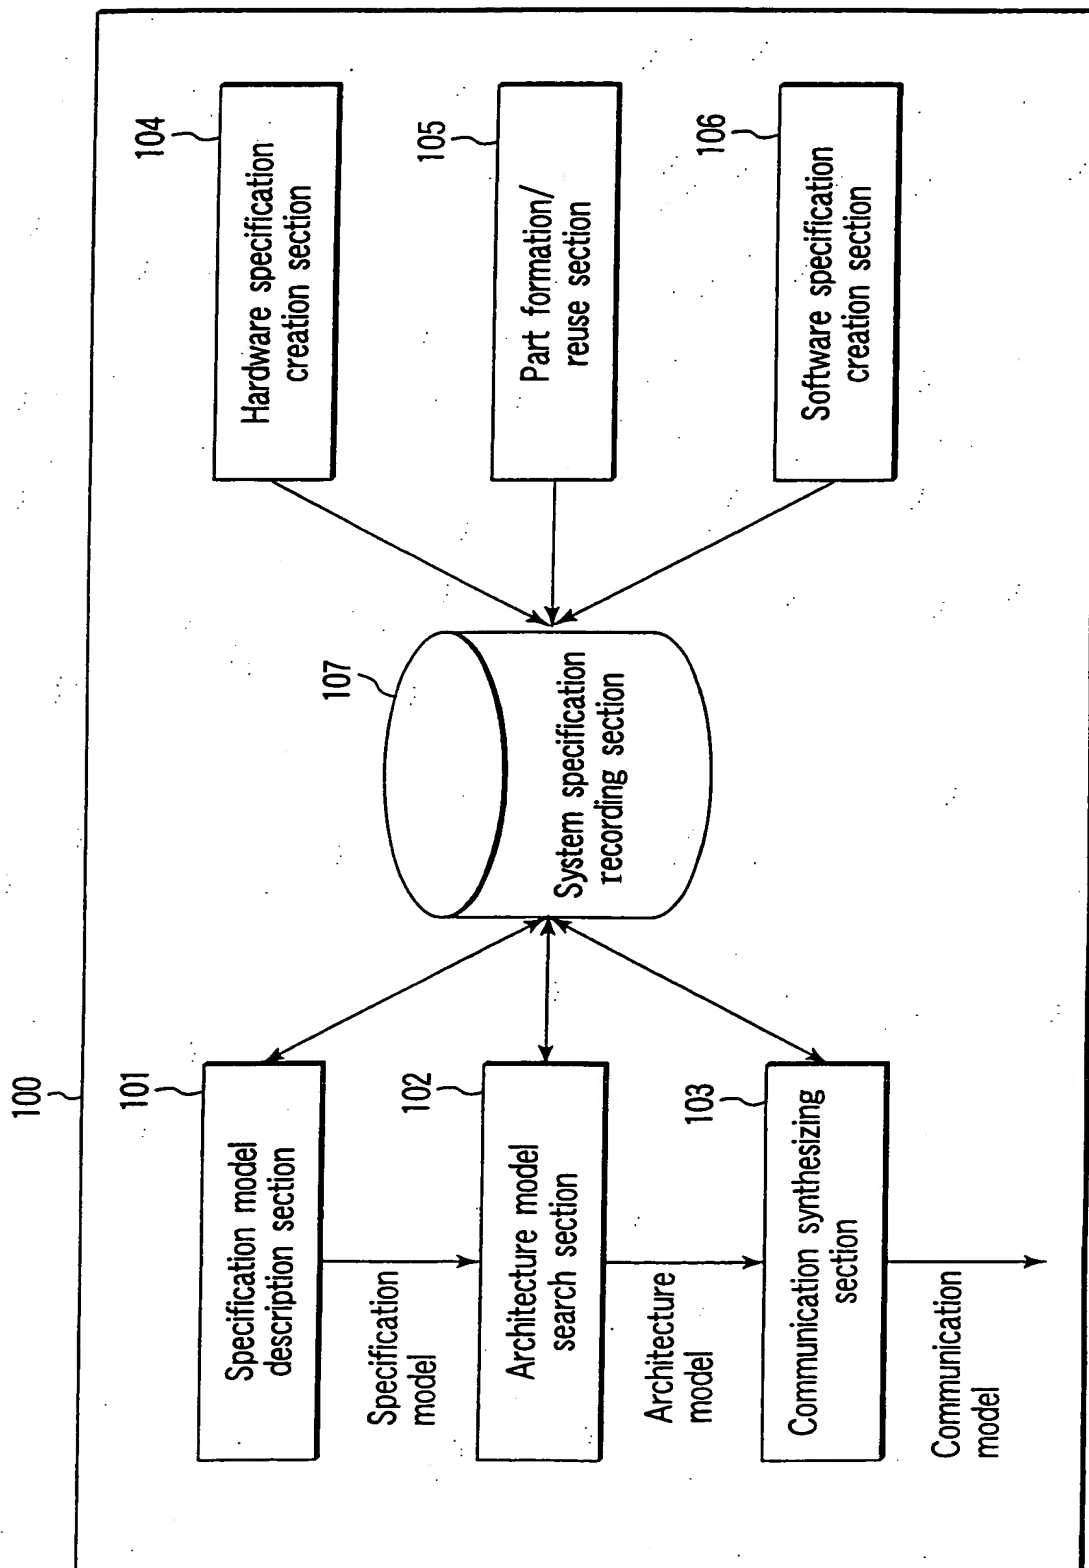 100
101
Specification model
description section
Specification
model
102
Architecture model
search section
Architecture
model
103
Communication synthesizing
section
Communication
model
107
System specification
recording section
104
Hardware specification
creation section
105
Part formation/
reuse section
106
Software specification
creation section